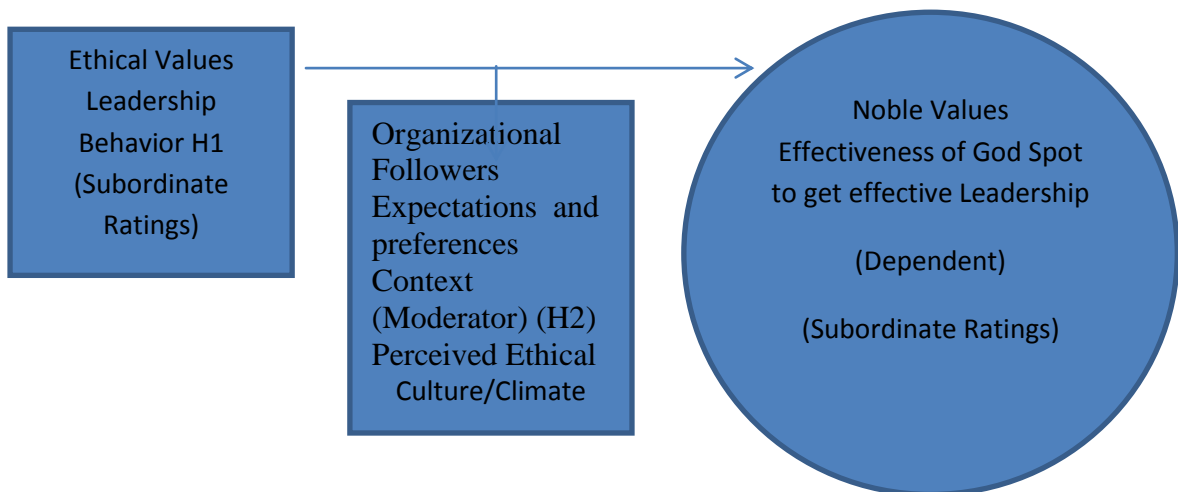 Ethical Values
Leadership
Behavior H1
(Subordinate
Ratings)
Organizational
Followers
Expectations and
preferences
Context
(Moderator) (H2)
Perceived Ethical
Culture/Climate
Noble Values
Effectiveness of God Spot
to get effective Leadership
(Dependent)
(Subordinate Ratings)